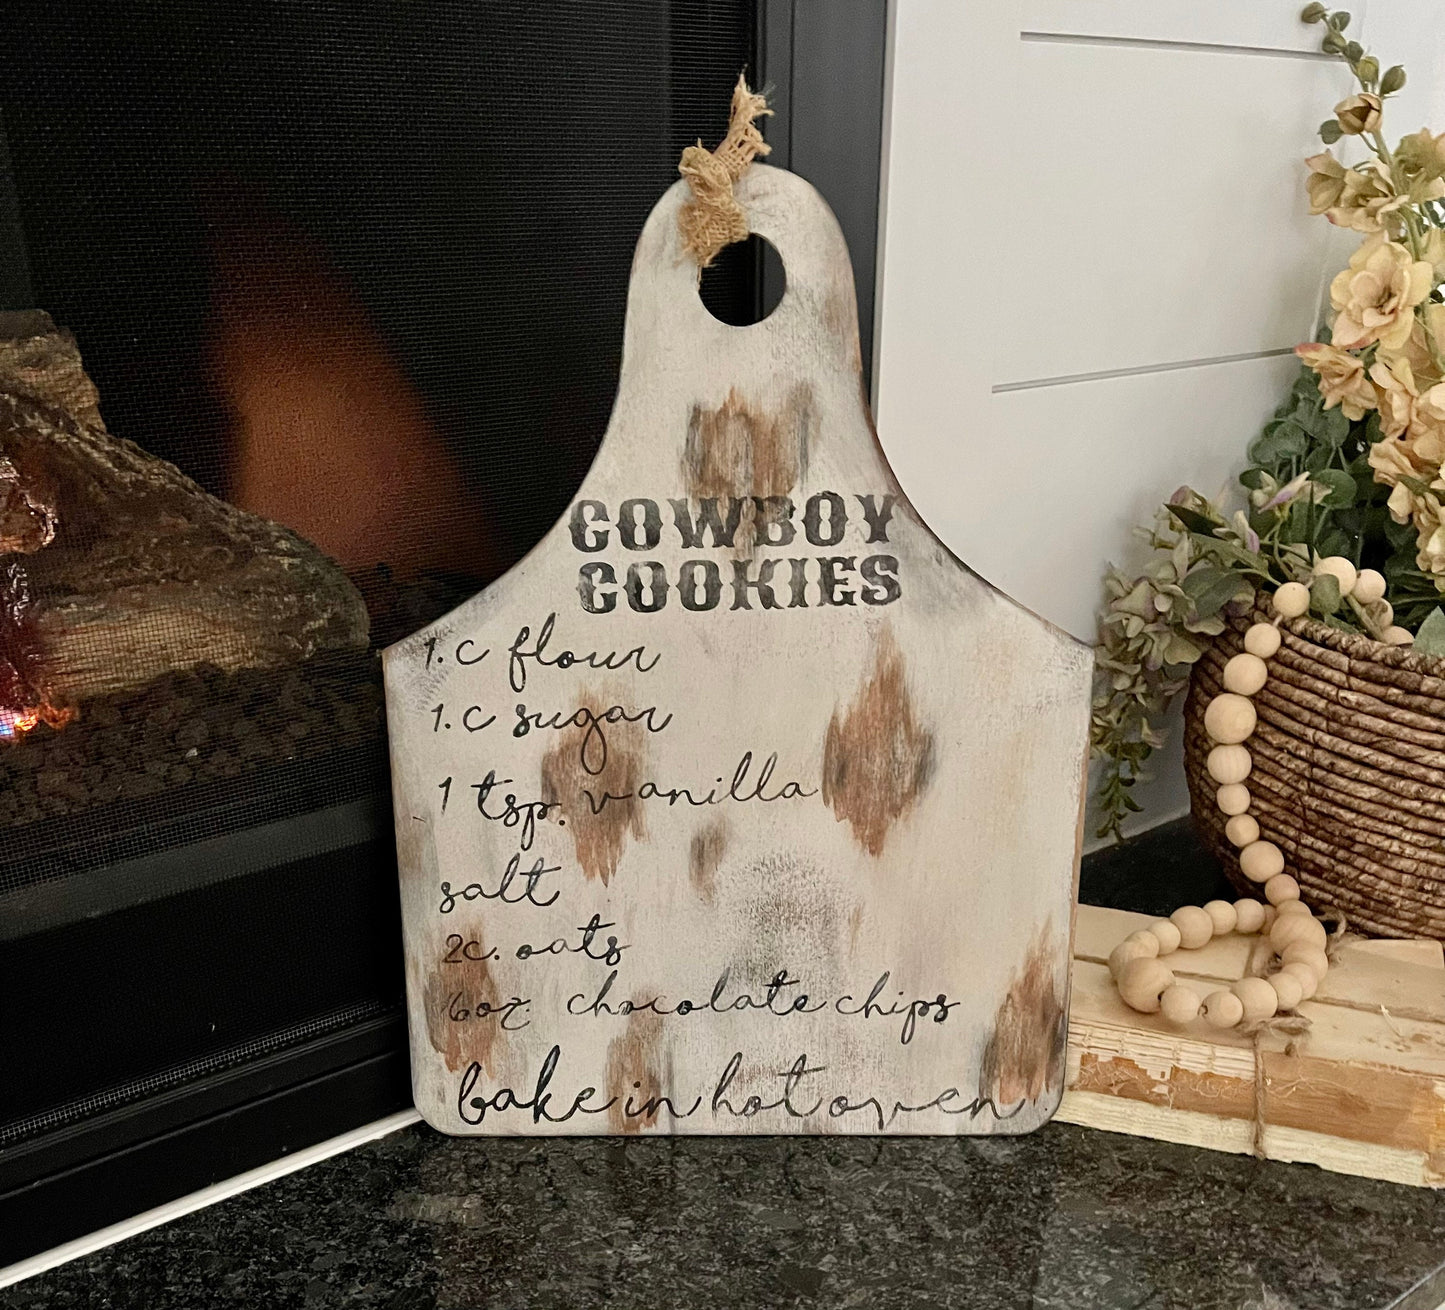 COWBOY
COOKIES
1. c flour
1. c sugar
1 tsp. vanilla
salt
2c. oats
6oz. chocolate chips
bake in hot oven